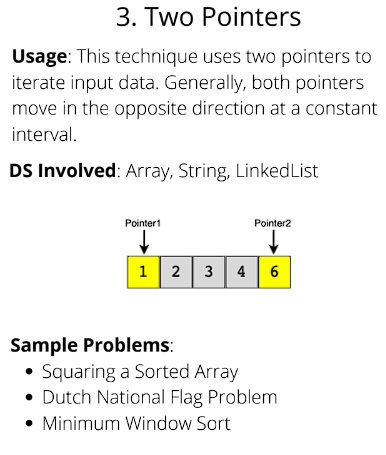 3. Two Pointers
Usage: This technique uses two pointers to
iterate input data. Generally, both pointers
move in the opposite direction at a constant
interval.
DS Involved: Array, String, LinkedList
Pointer1 Pointer2
1 2 3 4 6
Sample Problems:
• Squaring a Sorted Array
• Dutch National Flag Problem
• Minimum Window Sort